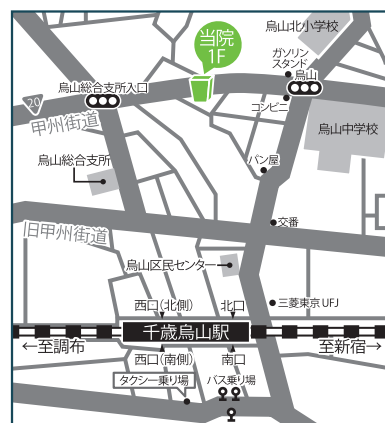 烏山北小学校
当院
1F
ガソリン
スタンド
烏山
烏山総合支所入口
20
コンビニ
甲州街道
烏山中学校
烏山総合支所
パン屋
交番
旧甲州街道
烏山区民センター
西口(北側)
北口
三菱東京UFJ
千歳烏山駅
←至調布
至新宿→
西口(南側)
南口
タクシー乗り場
バス乗り場